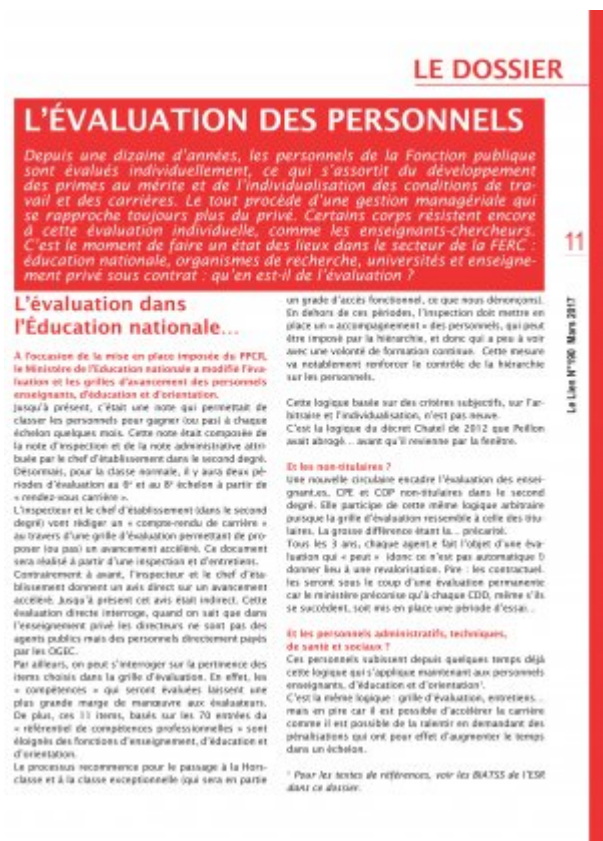 LE DOSSIER
L'ÉVALUATION DES PERSONNELS
Depuis une dizaine d'années, les personnels de la Fonction publique
sont évalués individuellement, ce qui s'assortit du développement
des primes au mérite et de l'individualisation des conditions de tra-
vail et des carrières. Le tout procède d'une gestion managériale qui
se rapproche toujours plus du privé. Certains corps résistent encore
à cette évaluation individuelle, comme les enseignants-chercheurs.
C'est le moment de faire un état des lieux dans le secteur de la FERC :
éducation nationale, organismes de recherche, universités et enseigne-
ment privé sous contrat : qu'en est-il de l'évaluation ?
11
Le Lien N°190 Mars 2017
L'évaluation dans
l'Éducation nationale...
À l'occasion de la mise en place imposée du PPCR,
le Ministère de l'Education nationale a modifié l'éva-
luation et les grilles d'avancement des personnels
enseignants, d'éducation et d'orientation.
Jusqu'à présent, c'était une note qui permettait de
classer les personnels pour gagner (ou pas) à chaque
échelon quelques mois. Cette note était composée de
la note d'inspection et de la note administrative attri-
buée par le chef d'établissement dans le second degré.
Désormais, pour la classe normale, il y aura deux pé-
riodes d'évaluation au 6e et au 8e échelon à partir de
« rendez-vous carrière ».
L'inspecteur et le chef d'établissement (dans le second
degré) vont rédiger un « compte-rendu de carrière »
au travers d'une grille d'évaluation permettant de pro-
poser (ou pas) un avancement accéléré. Ce document
sera réalisé à partir d'une inspection et d'entretiens.
Contrairement à avant, l'inspecteur et le chef d'éta-
blissement donnent un avis direct sur un avancement
accéléré. Jusqu'à présent cet avis était indirect. Cette
évaluation directe interroge, quand on sait que dans
l'enseignement privé les directeurs ne sont pas des
agents publics mais des personnels directement payés
par les OGEC.
Par ailleurs, on peut s'interroger sur la pertinence des
items choisis dans la grille d'évaluation. En effet, les
« compétences » qui seront évaluées laissent une
plus grande marge de manœuvre aux évaluateurs.
De plus, ces 11 items, basés sur les 70 entrées du
« référentiel de compétences professionnelles » sont
éloignés des fonctions d'enseignement, d'éducation et
d'orientation.
Le processus recommence pour le passage à la Hors-
classe et à la classe exceptionnelle (qui sera en partie
un grade d'accès fonctionnel, ce que nous dénonçons).
En dehors de ces périodes, l'inspection doit mettre en
place un « accompagnement » des personnels, qui peut
être imposé par la hiérarchie, et donc qui a peu à voir
avec une volonté de formation continue. Cette mesure
va notablement renforcer le contrôle de la hiérarchie
sur les personnels.
Cette logique basée sur des critères subjectifs, sur l'ar-
bitraire et l'individualisation, n'est pas neuve.
C'est la logique du décret Chatel de 2012 que Peillon
avait abrogé... avant qu'il revienne par la fenêtre.
Et les non-titulaires ?
Une nouvelle circulaire encadre l'évaluation des ensei-
gnant.es, CPE et COP non-titulaires dans le second
degré. Elle participe de cette même logique arbitraire
puisque la grille d'évaluation ressemble à celle des titu-
laires. La grosse différence étant la... précarité.
Tous les 3 ans, chaque agent.e fait l'objet d'une éva-
luation qui « peut » (donc ce n'est pas automatique !)
donner lieu à une revalorisation. Pire : les contractuel.
les seront sous le coup d'une évaluation permanente
car le ministère préconise qu'à chaque CDD, même s'ils
se succèdent, soit mis en place une période d'essai...
Et les personnels administratifs, techniques,
de santé et sociaux ?
Ces personnels subissent depuis quelques temps déjà
cette logique qui s'applique maintenant aux personnels
enseignants, d'éducation et d'orientation¹.
C'est la même logique : grille d'évaluation, entretiens...
mais en pire car il est possible d'accélérer la carrière
comme il est possible de la ralentir en demandant des
pénalisations qui ont pour effet d'augmenter le temps
dans un échelon.
¹ Pour les textes de références, voir les BIATSS de l'ESR
dans ce dossier.